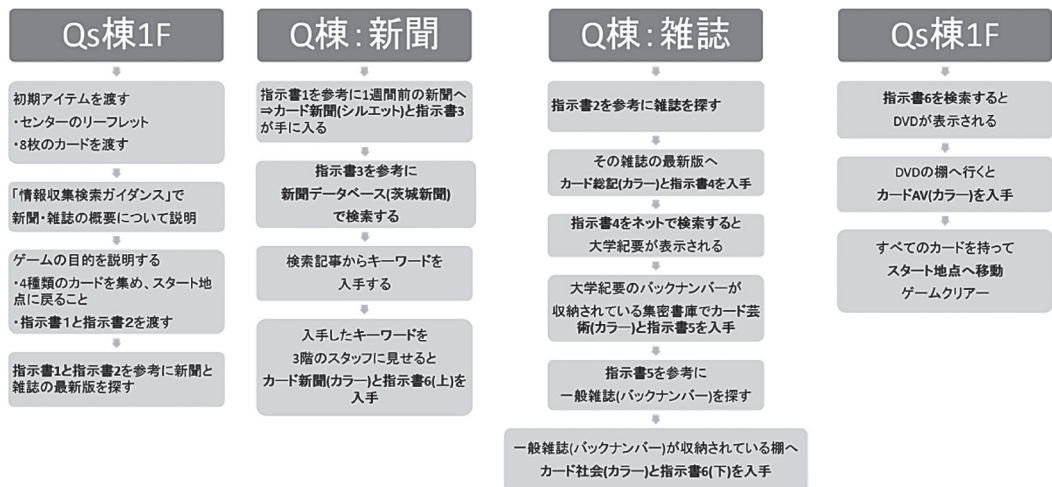 Qs棟1F
初期アイテムを渡す
・センターのリーフレット
・8枚のカードを渡す
「情報収集検索ガイダンス」で
新聞・雑誌の概要について説明
ゲームの目的を説明する
・4種類のカードを集め、スタート地
点に戻ること
・指示書1と指示書2を渡す
指示書1と指示書2を参考に新聞と
雑誌の最新版を探す
Q棟：新聞
指示書1を参考に1週間前の新聞へ
⇒カード新聞(シルエット)と指示書3
が手に入る
指示書3を参考に
新聞データベース(茨城新聞)
で検索する
検索記事からキーワードを
入手する
入手したキーワードを
3階のスタッフに見せると
カード新聞(カラー)と指示書6(上)を
入手
Q棟：雑誌
指示書2を参考に雑誌を探す
その雑誌の最新版へ
カード総記(カラー)と指示書4を入手
指示書4をネットで検索すると
大学紀要が表示される
大学紀要のバックナンバーが
収納されている集密書庫でカード芸
術(カラー)と指示書5を入手
指示書5を参考に
一般雑誌(バックナンバー)を探す
一般雑誌(バックナンバー)が収納されている棚へ
カード社会(カラー)と指示書6(下)を入手
Qs棟1F
指示書6を検索すると
DVDが表示される
DVDの棚へ行くと
カードAV(カラー)を入手
すべてのカードを持って
スタート地点へ移動
ゲームクリアー